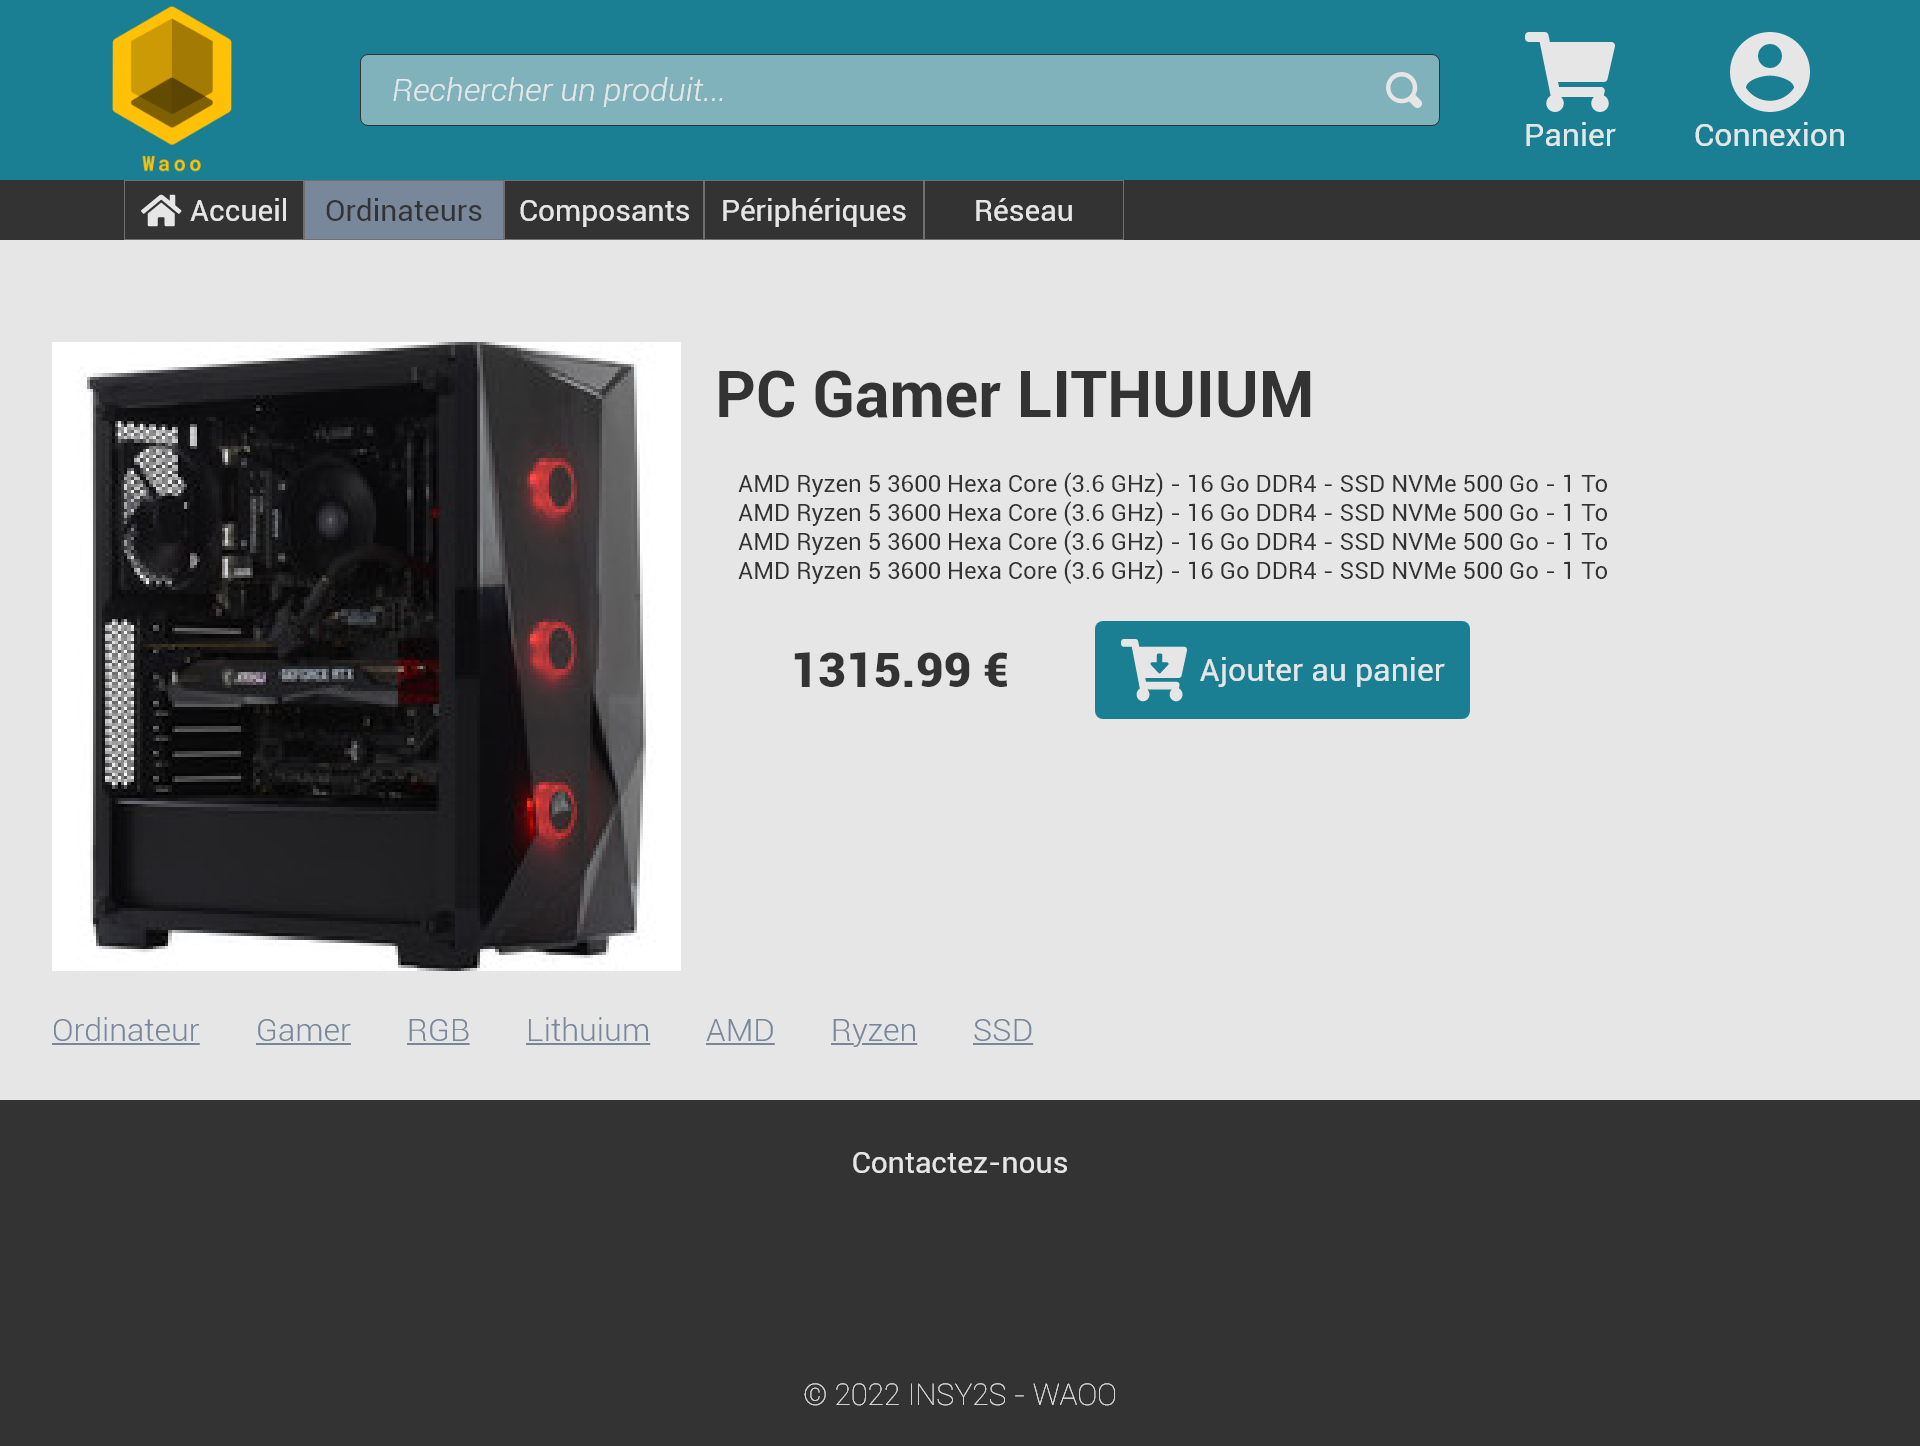 Waoo
Rechercher un produit...
Panier
Connexion
Accueil
Ordinateurs
Composants
Périphériques
Réseau
PC Gamer LITHUIUM
AMD Ryzen 5 3600 Hexa Core (3.6 GHz) - 16 Go DDR4 - SSD NVMe 500 Go - 1 To
AMD Ryzen 5 3600 Hexa Core (3.6 GHz) - 16 Go DDR4 - SSD NVMe 500 Go - 1 To
AMD Ryzen 5 3600 Hexa Core (3.6 GHz) - 16 Go DDR4 - SSD NVMe 500 Go - 1 To
AMD Ryzen 5 3600 Hexa Core (3.6 GHz) - 16 Go DDR4 - SSD NVMe 500 Go - 1 To
1315.99 €
Ajouter au panier
GEFORCE RTX
Ordinateur
Gamer
RGB
Lithuium
AMD
Ryzen
SSD
Contactez-nous
© 2022 INSY2S - WAOO